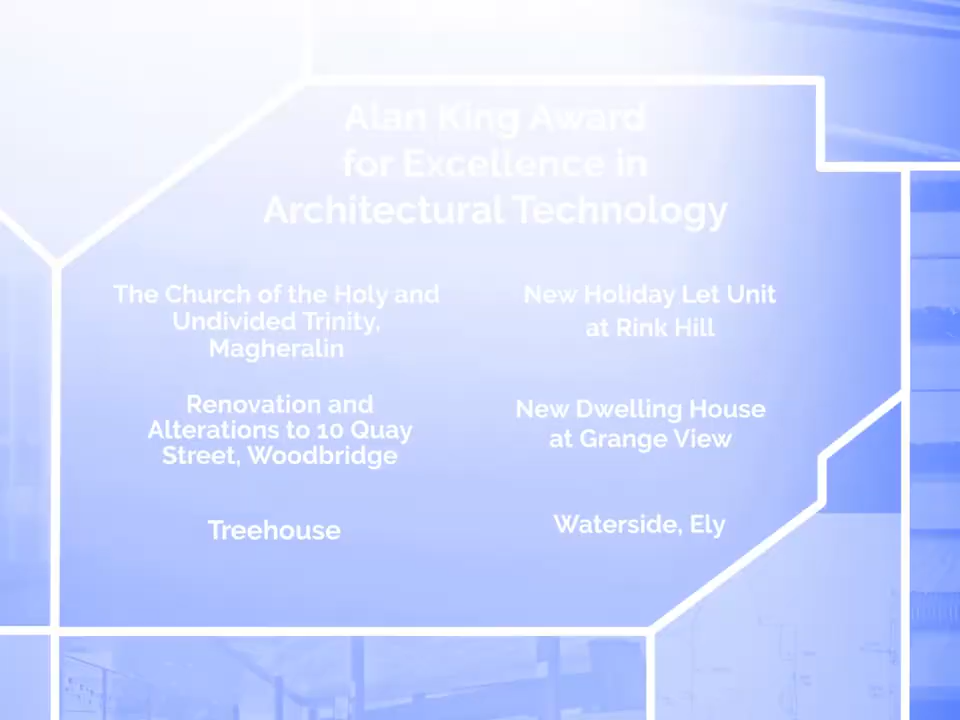 Alan King Award
for Excellence in
Architectural Technology
The Church of the Holy and
Undivided Trinity,
Magheralin
Renovation and
Alterations to 10 Quay
Street, Woodbridge
Treehouse
New Holiday Let Unit
at Rink Hill
New Dwelling House
at Grange View
Waterside, Ely